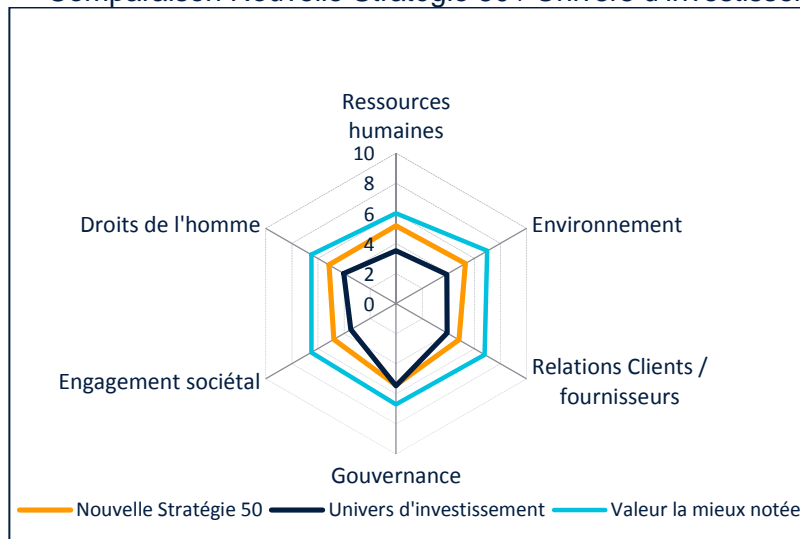 Ressources
humaines
10
8
6
4
2
0
Droits de l'homme
Environnement
Engagement sociétal
Relations Clients /
fournisseurs
Gouvernance
Nouvelle Stratégie 50
Univers d'investissement
Valeur la mieux notée